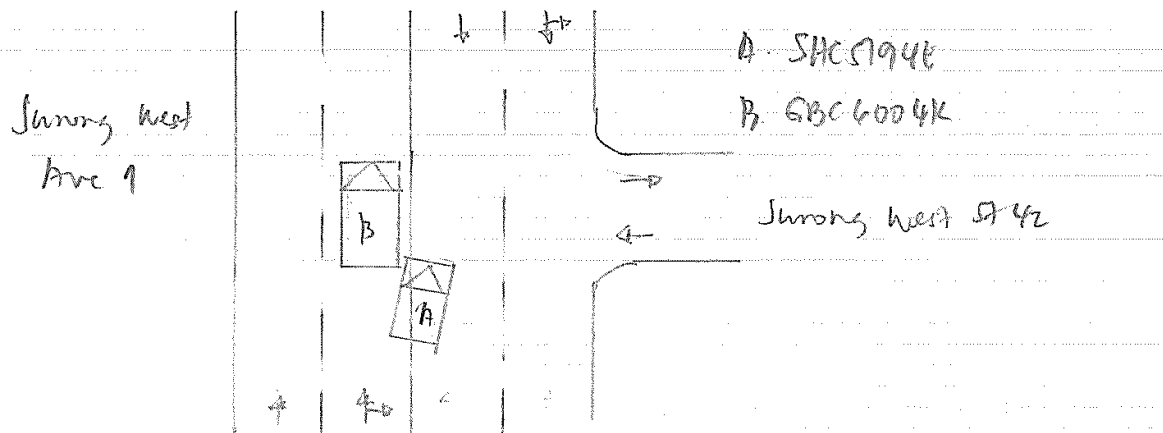 A. SHC5194E
B. GBC6004K
Jurong West
Ave 1
Jurong West St 42
B
A